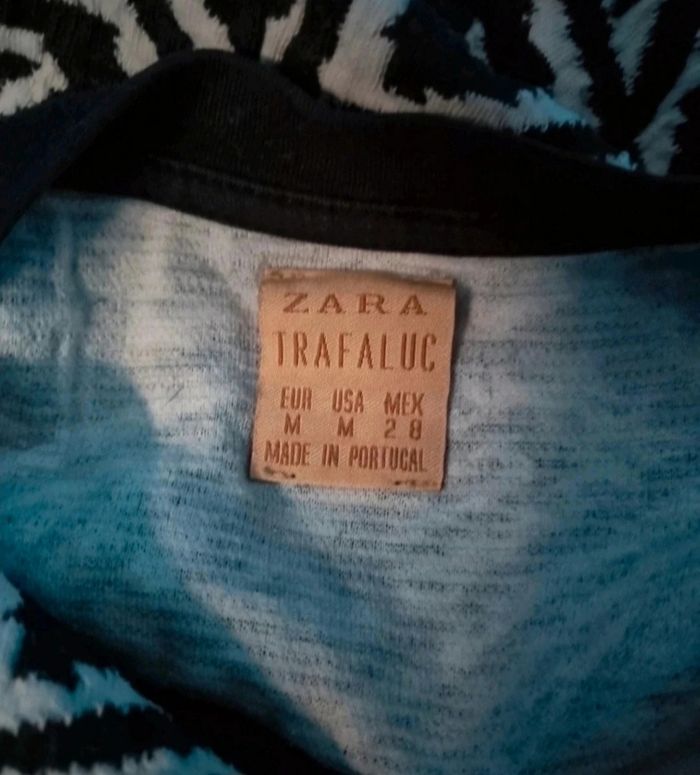 ZARA
TRAFALUC
EUR USA MEX
M M 28
MADE IN PORTUGAL